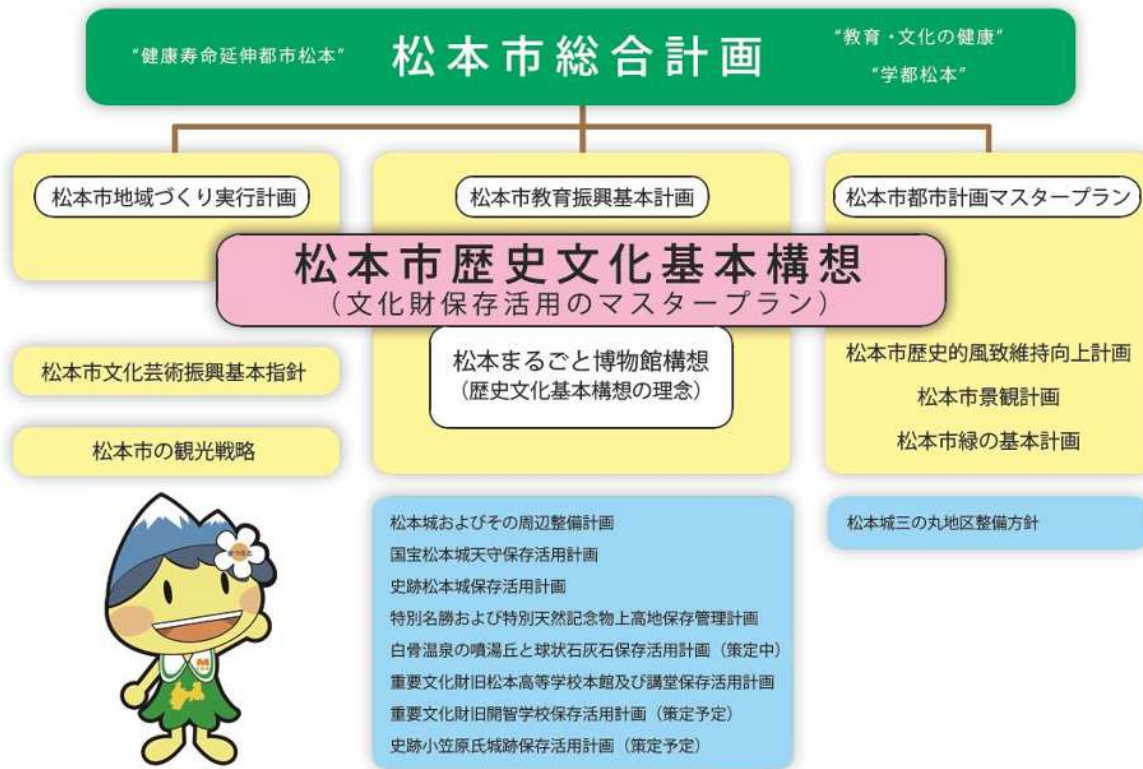 “健康寿命延伸都市松本”
松本市総合計画
“教育・文化の健康”
“学都松本”
松本市地域づくり実行計画
松本市教育振興基本計画
松本市都市計画マスタープラン
松本市歴史文化基本構想
（文化財保存活用のマスタープラン）
松本市文化芸術振興基本指針
松本市の観光戦略
松本まるごと博物館構想
（歴史文化基本構想の理念）
松本市歴史的風致維持向上計画
松本市景観計画
松本市緑の基本計画
松本城およびその周辺整備計画
国宝松本城天守保存活用計画
史跡松本城保存活用計画
特別名勝および特別天然記念物上高地保存管理計画
白骨温泉の噴湯丘と球状石灰石保存活用計画（策定中）
重要文化財旧松本高等学校本館及び講堂保存活用計画
重要文化財旧開智学校保存活用計画（策定予定）
史跡小笠原氏城跡保存活用計画（策定予定）
松本城三の丸地区整備方針
M